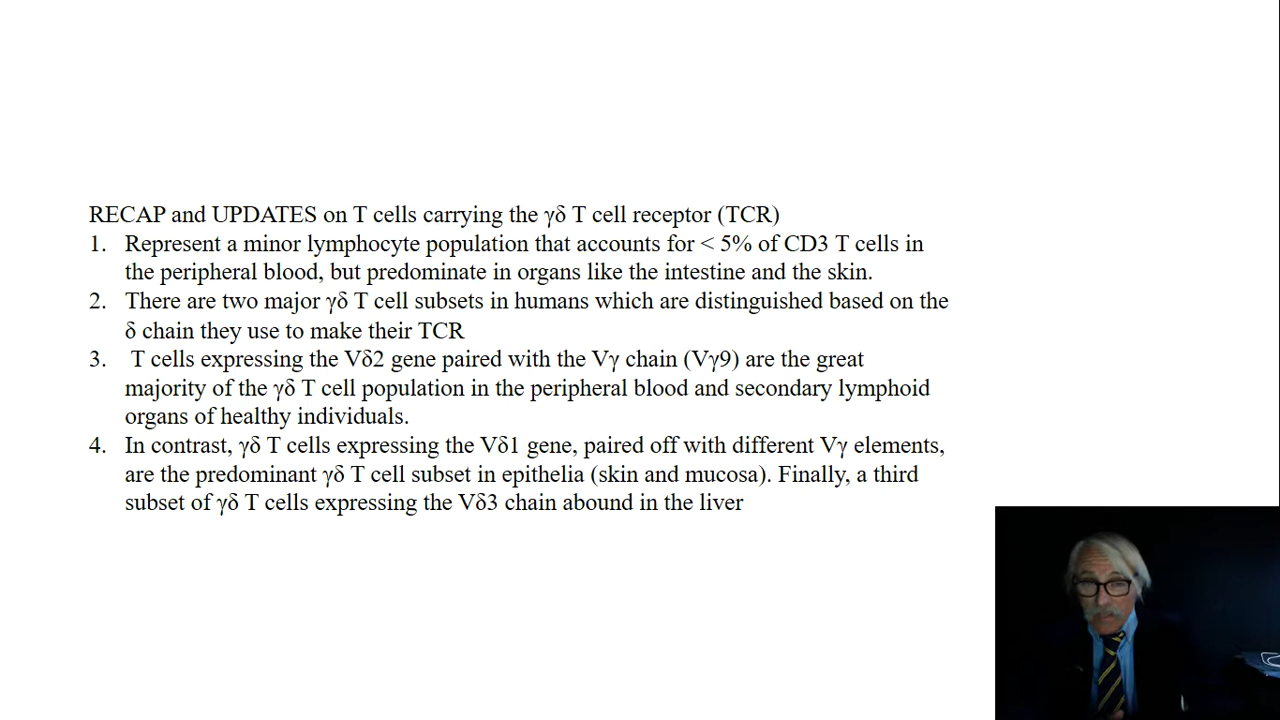 RECAP and UPDATES on T cells carrying the γδ T cell receptor (TCR)
1. Represent a minor lymphocyte population that accounts for < 5% of CD3 T cells in
the peripheral blood, but predominate in organs like the intestine and the skin.
2. There are two major γδ T cell subsets in humans which are distinguished based on the
δ chain they use to make their TCR
3. T cells expressing the Vδ2 gene paired with the Vγ chain (Vγ9) are the great
majority of the γδ T cell population in the peripheral blood and secondary lymphoid
organs of healthy individuals.
4. In contrast, γδ T cells expressing the Vδ1 gene, paired off with different Vγ elements,
are the predominant γδ T cell subset in epithelia (skin and mucosa). Finally, a third
subset of γδ T cells expressing the Vδ3 chain abound in the liver